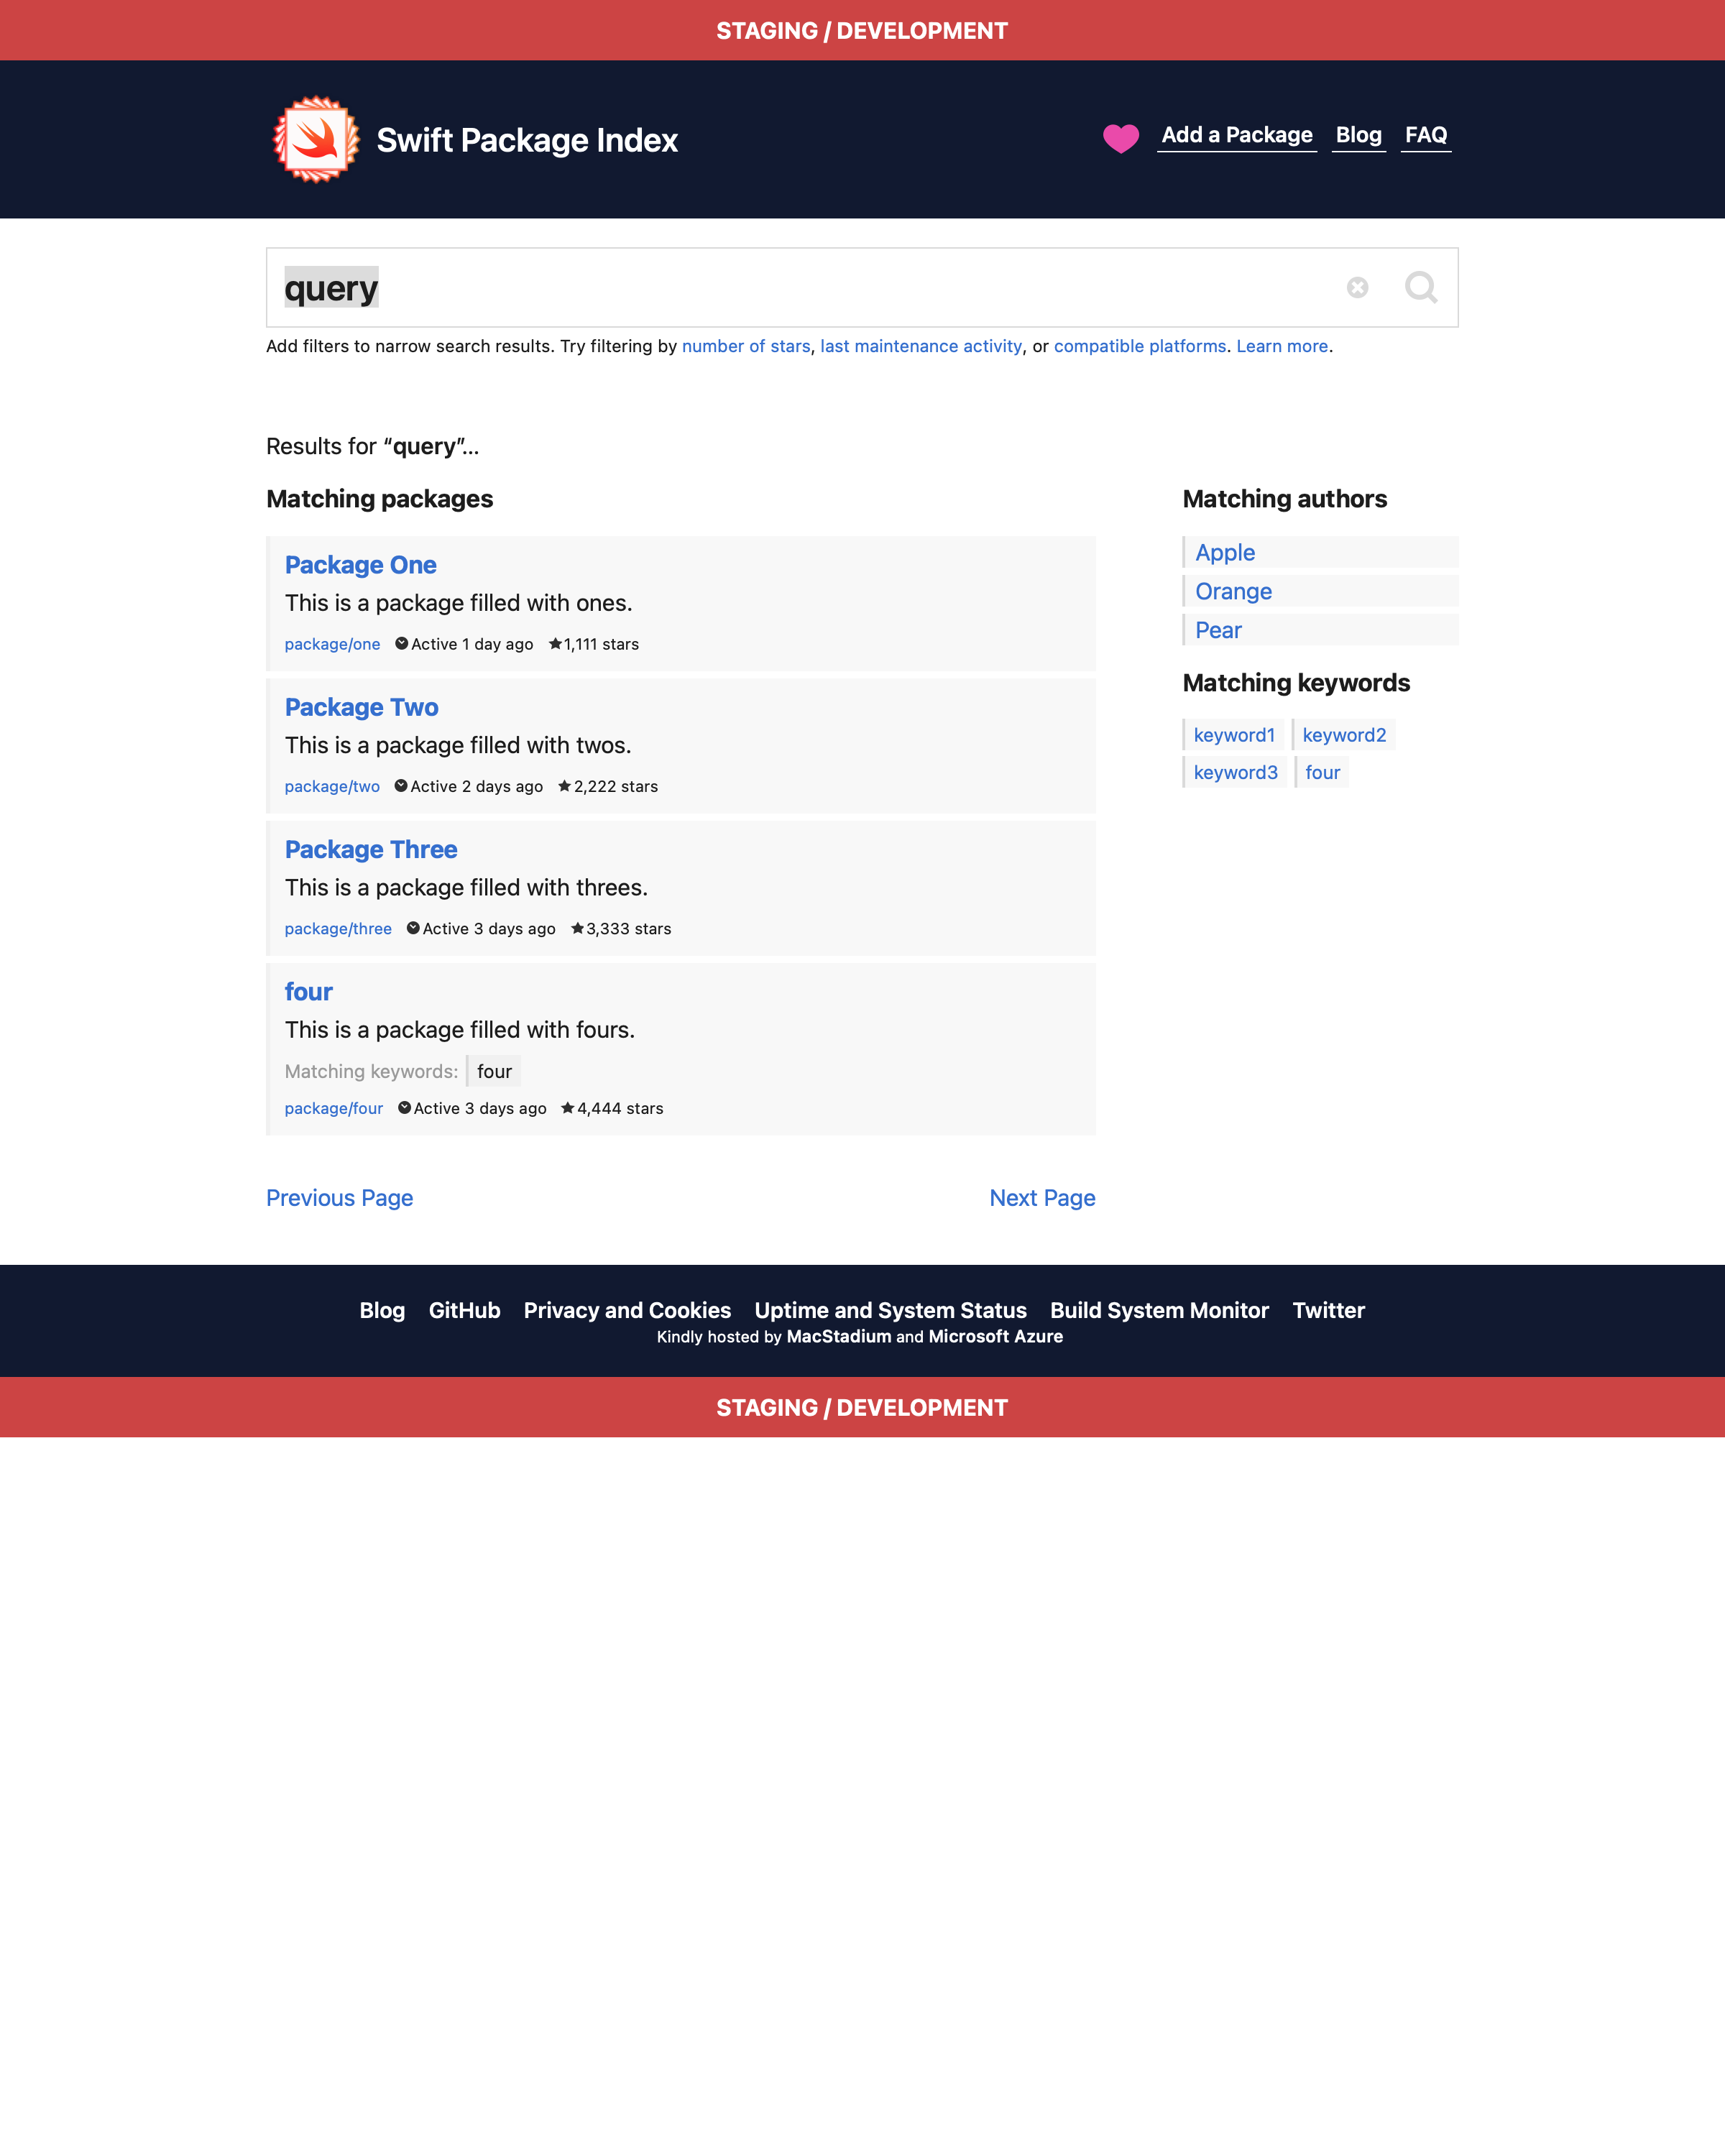 STAGING / DEVELOPMENT
Swift Package Index
Add a Package Blog FAQ
query
Add filters to narrow search results. Try filtering by number of stars, last maintenance activity, or compatible platforms. Learn more.
Results for “query”…
Matching packages
Package One
This is a package filled with ones.
package/one Active 1 day ago 1,111 stars
Package Two
This is a package filled with twos.
package/two Active 2 days ago 2,222 stars
Package Three
This is a package filled with threes.
package/three Active 3 days ago 3,333 stars
four
This is a package filled with fours.
Matching keywords: four
package/four Active 3 days ago 4,444 stars
Previous Page Next Page
Matching authors
Apple
Orange
Pear
Matching keywords
keyword1 keyword2
keyword3 four
Blog GitHub Privacy and Cookies Uptime and System Status Build System Monitor Twitter
Kindly hosted by MacStadium and Microsoft Azure
STAGING / DEVELOPMENT